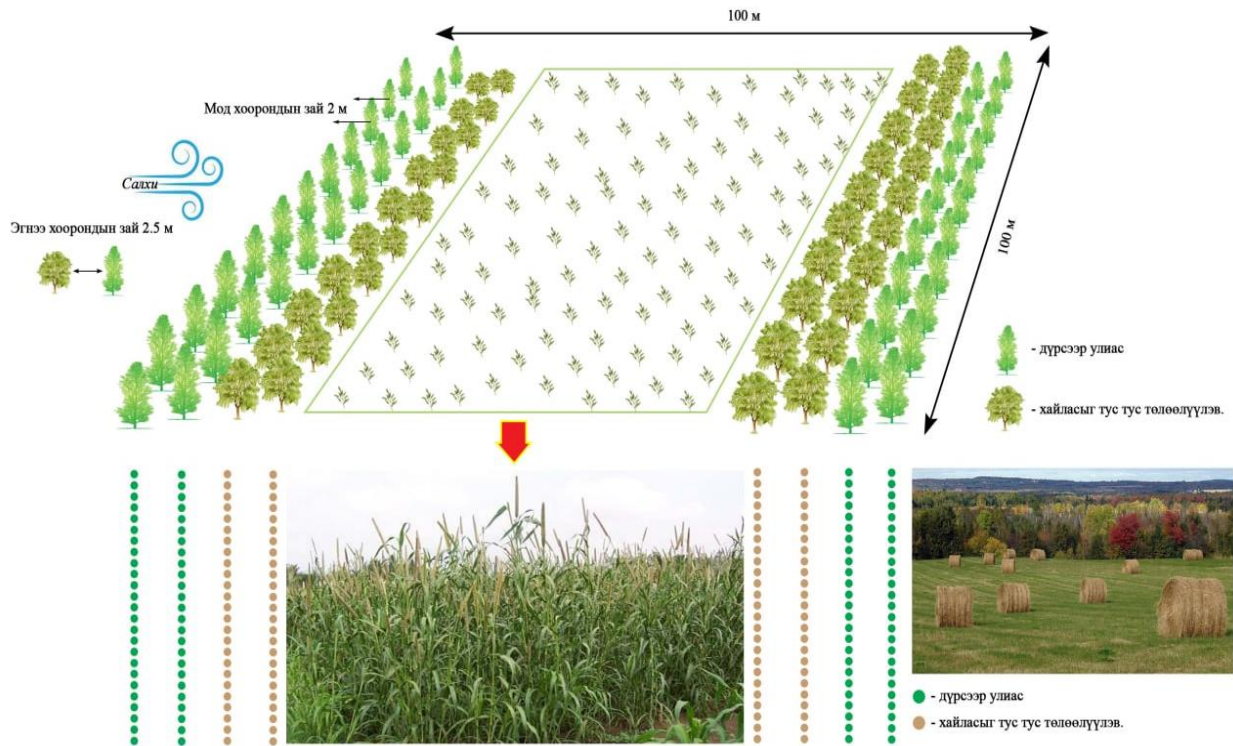 100 м
Мод хоорондын зай 2 м
Салхи
Эгнээ хоорондын зай 2.5 м
100 м
- дүрсээр улиас
- хайласыг тус тус төлөөлүүлэв.
- дүрсээр улиас
- хайласыг тус тус төлөөлүүлэв.